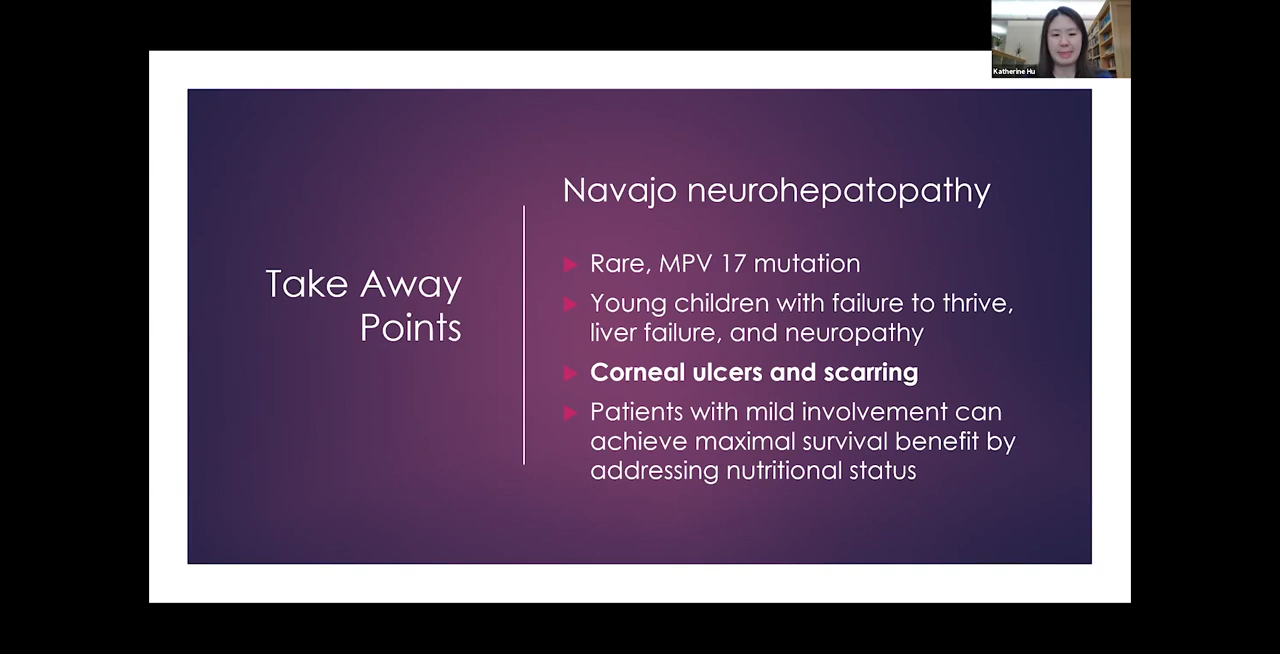 Katherine Hu
Take Away
Points
Navajo neurohepatopathy
Rare, MPV 17 mutation
Young children with failure to thrive,
liver failure, and neuropathy
Corneal ulcers and scarring
Patients with mild involvement can
achieve maximal survival benefit by
addressing nutritional status